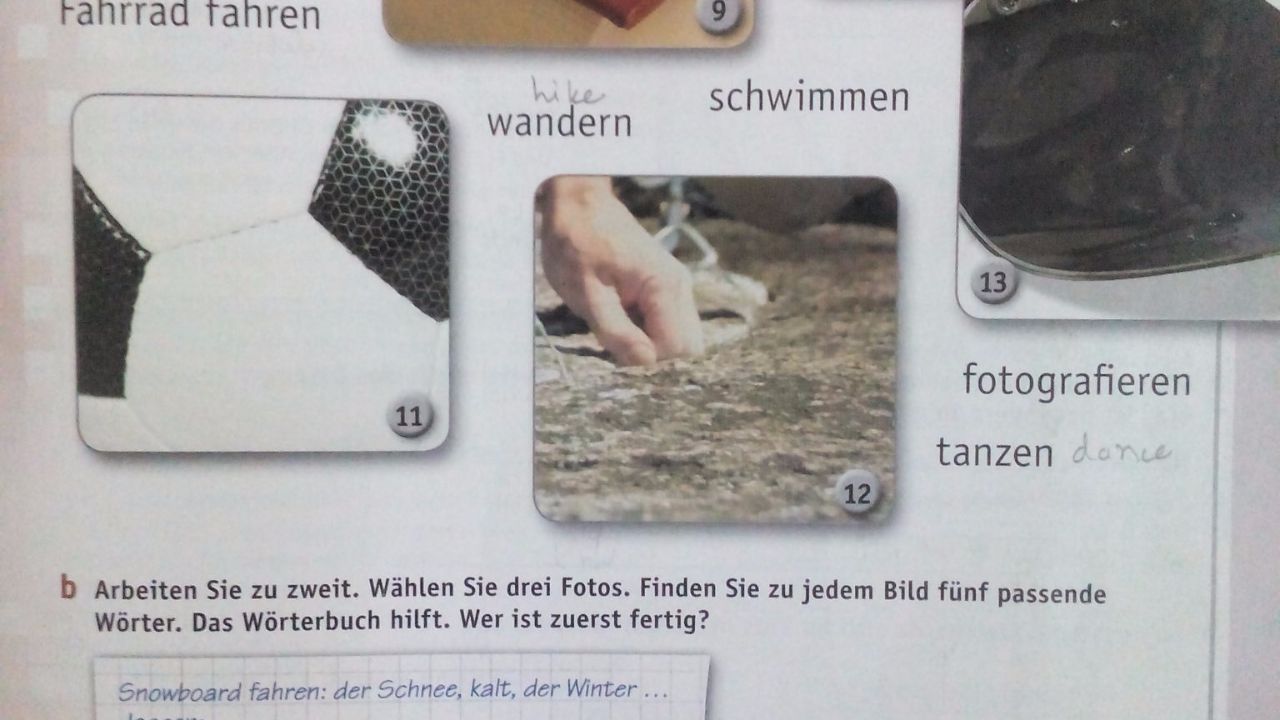 Fahrrad fahren
9
hike
wandern
schwimmen
13
11
fotografieren
tanzen dance
12
b Arbeiten Sie zu zweit. Wählen Sie drei Fotos. Finden Sie zu jedem Bild fünf passende
Wörter. Das Wörterbuch hilft. Wer ist zuerst fertig?
Snowboard fahren: der Schnee, kalt, der Winter ...